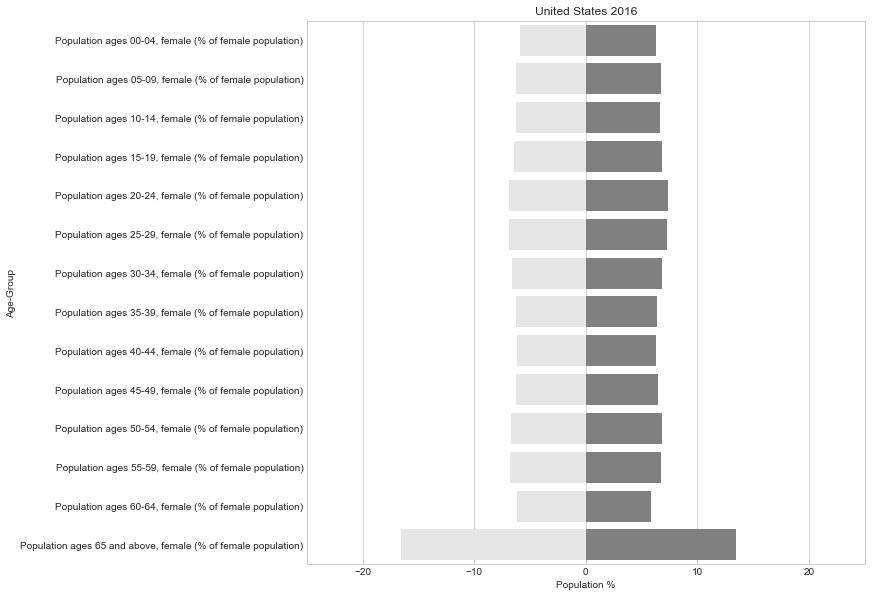 United States 2016
Population ages 00-04, female (% of female population)
Population ages 05-09, female (% of female population)
Population ages 10-14, female (% of female population)
Population ages 15-19, female (% of female population)
Population ages 20-24, female (% of female population)
Population ages 25-29, female (% of female population)
Population ages 30-34, female (% of female population)
Population ages 35-39, female (% of female population)
Population ages 40-44, female (% of female population)
Population ages 45-49, female (% of female population)
Population ages 50-54, female (% of female population)
Population ages 55-59, female (% of female population)
Population ages 60-64, female (% of female population)
Population ages 65 and above, female (% of female population)
Age-Group
−20 −10 0 10 20
Population %